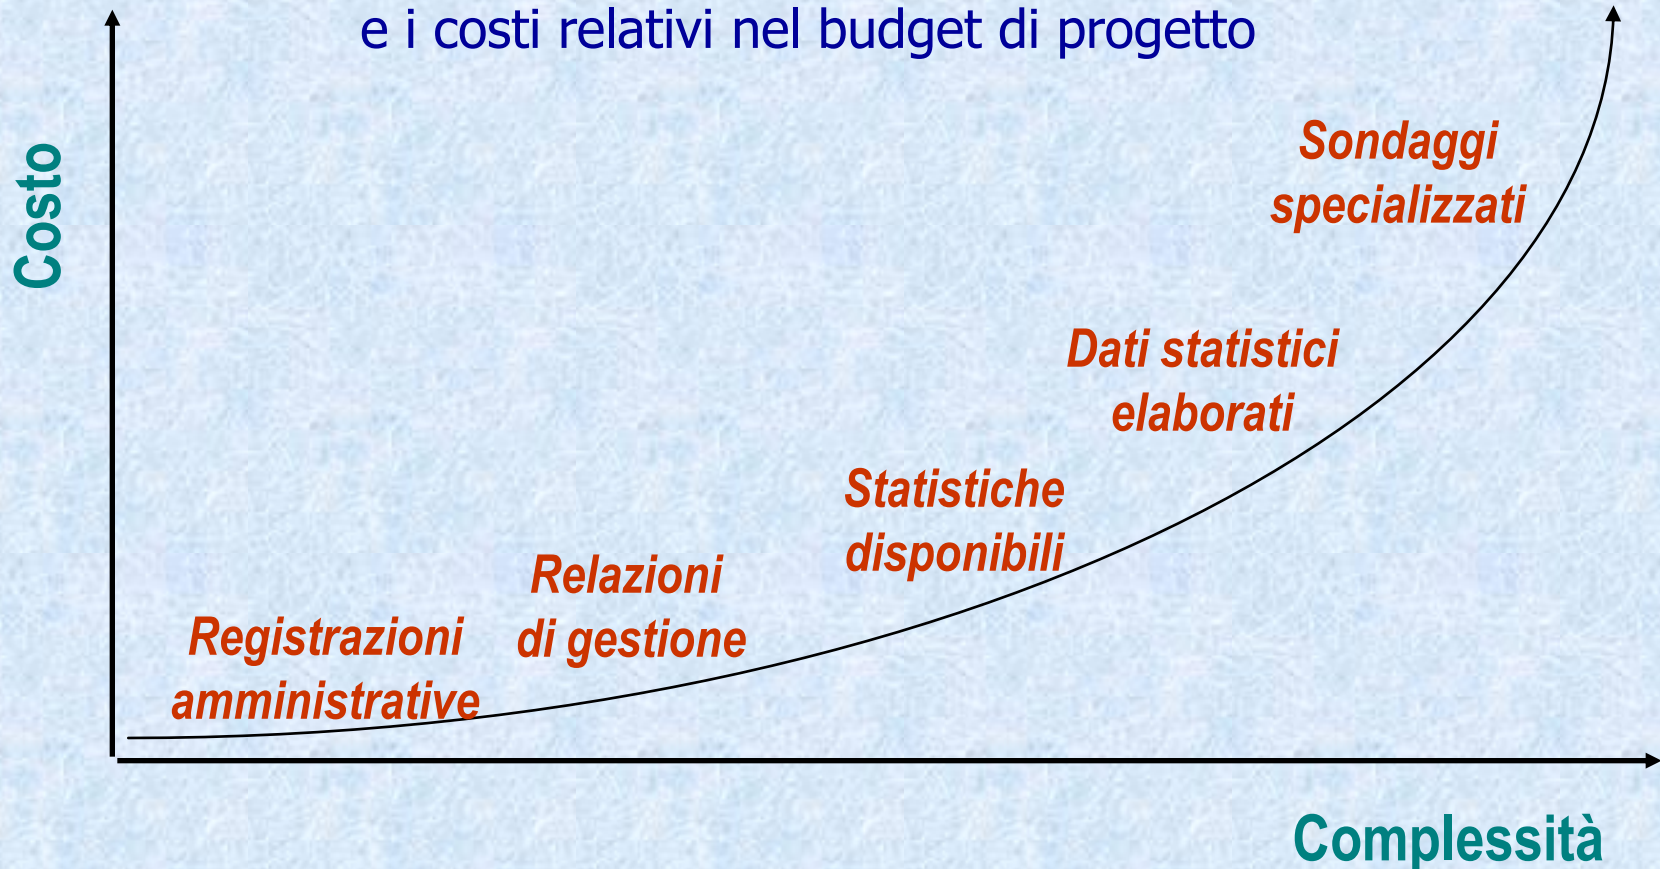 e i costi relativi nel budget di progetto
Costo
Sondaggi
specializzati
Dati statistici
elaborati
Statistiche
disponibili
Relazioni
di gestione
Registrazioni
amministrative
Complessità